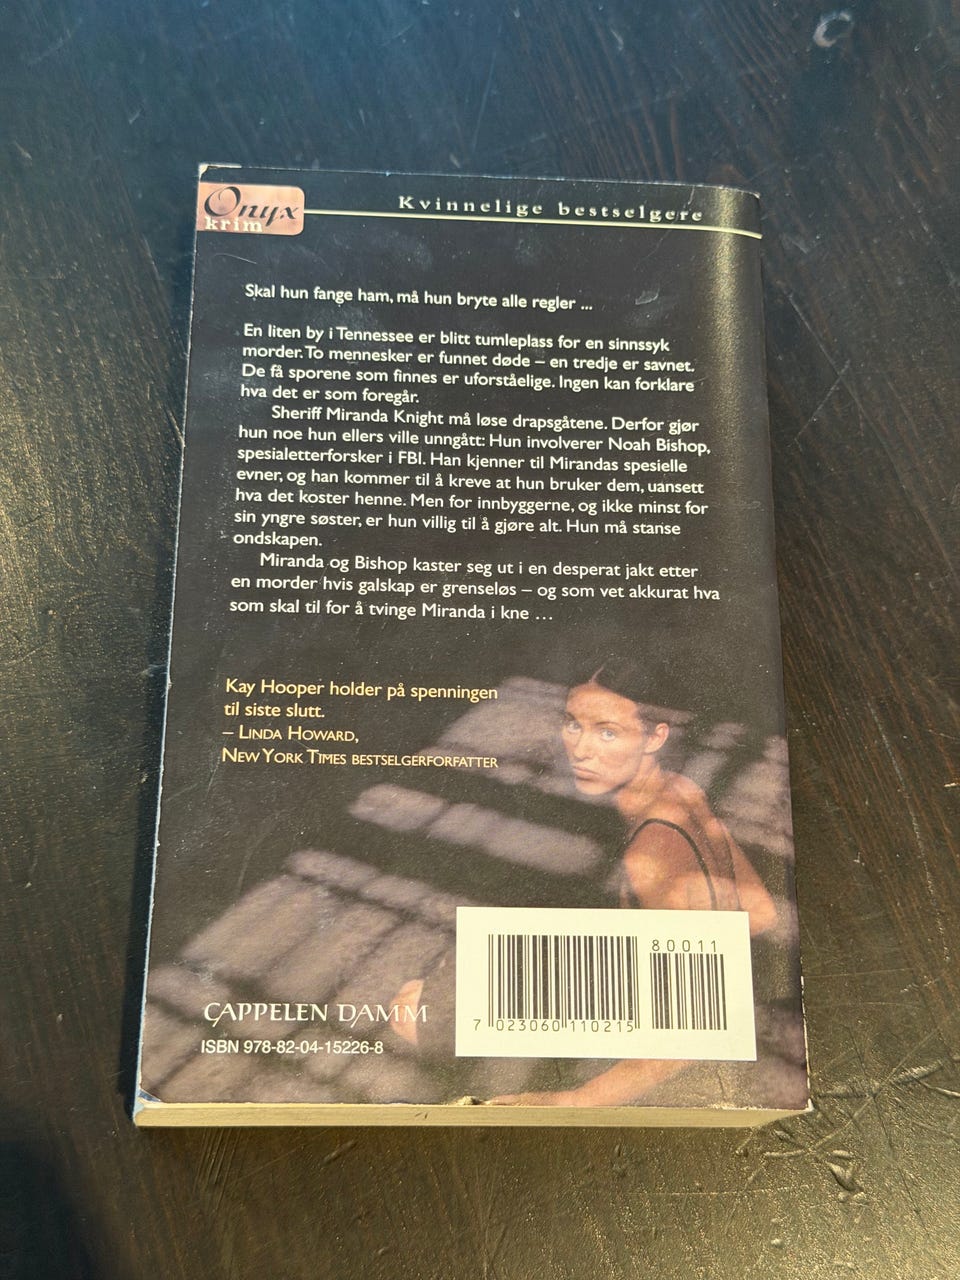 Onyx
krim
Kvinnelige bestselgere
Skal hun fange ham, må hun bryte alle regler ...
En liten by i Tennessee er blitt tumleplass for en sinnssyk
morder. To mennesker er funnet døde – en tredje er savnet.
De få sporene som finnes er uforståelige. Ingen kan forklare
hva det er som foregår.
Sheriff Miranda Knight må løse drapsgåtene. Derfor gjør
hun noe hun ellers ville unngått: Hun involverer Noah Bishop,
spesialetterforsker i FBI. Han kjenner til Mirandas spesielle
evner, og han kommer til å kreve at hun bruker dem, uansett
hva det koster henne. Men for innbyggerne, og ikke minst for
sin yngre søster, er hun villig til å gjøre alt. Hun må stanse
ondskapen.
Miranda og Bishop kaster seg ut i en desperat jakt etter
en morder hvis galskap er grenseløs – og som vet akkurat hva
som skal til for å tvinge Miranda i kne ...
Kay Hooper holder på spenningen
til siste slutt.
– LINDA HOWARD,
NEW YORK TIMES BESTSELGERFORFATTER
80011
7 023060 110215
CAPPELEN DAMM
ISBN 978-82-04-15226-8